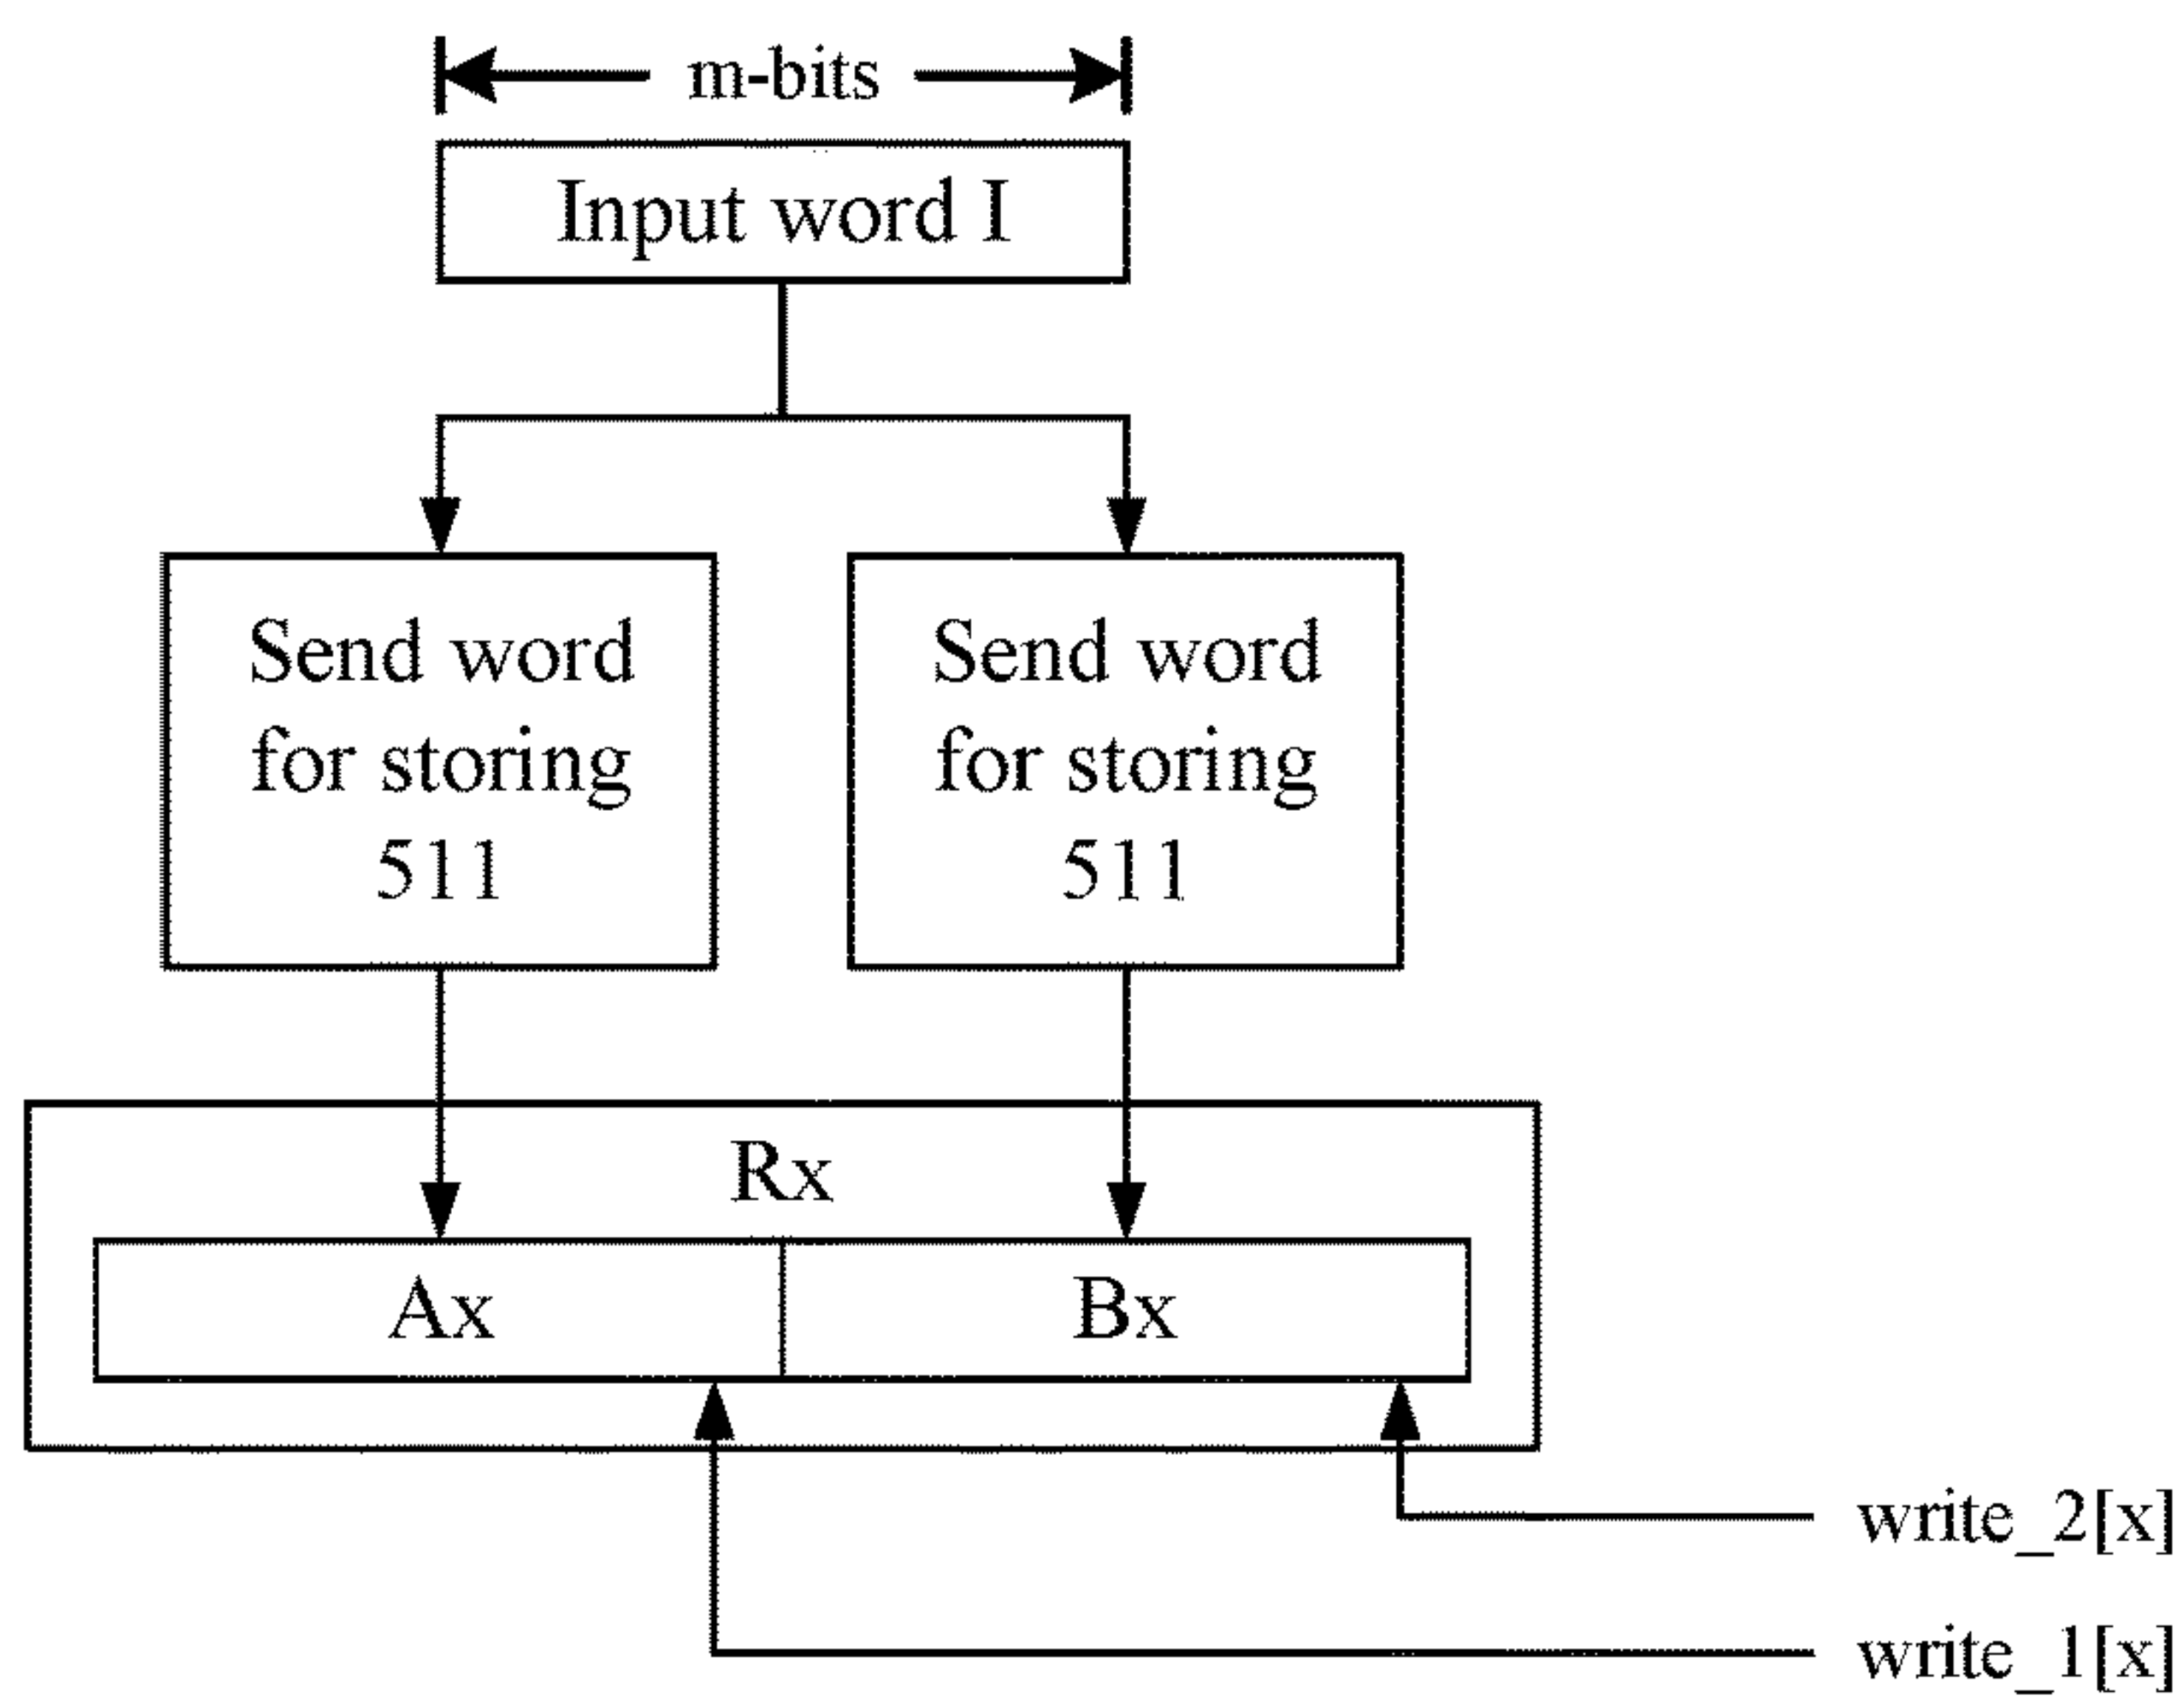 m-bits
Input word I
Send word
for storing
511
Send word
for storing
511
Rx
Ax
Bx
write_2[x]
write_1[x]